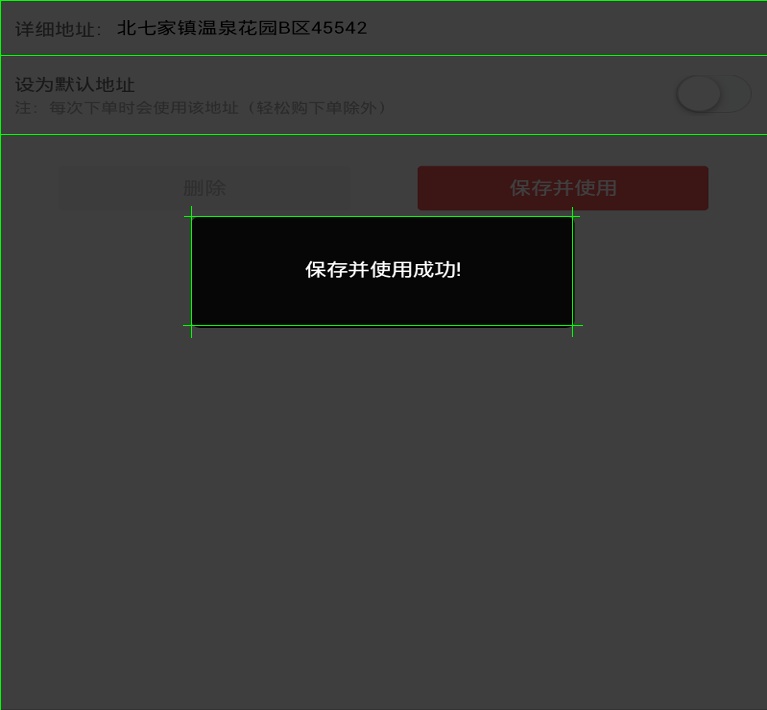 详细地址： 北七家镇温泉花园B区45542
设为默认地址
注：每次下单时会使用该地址（轻松购下单除外）
删除 保存并使用
保存并使用成功!